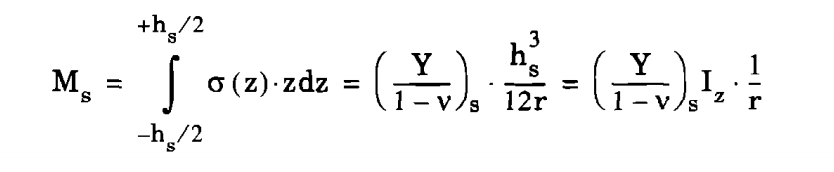 M_s = ∫_{-h_s/2}^{+h_s/2} σ(z)·zdz = (Y/(1-ν))_s · h_s^3/12r = (Y/(1-ν))_s I_z · 1/r